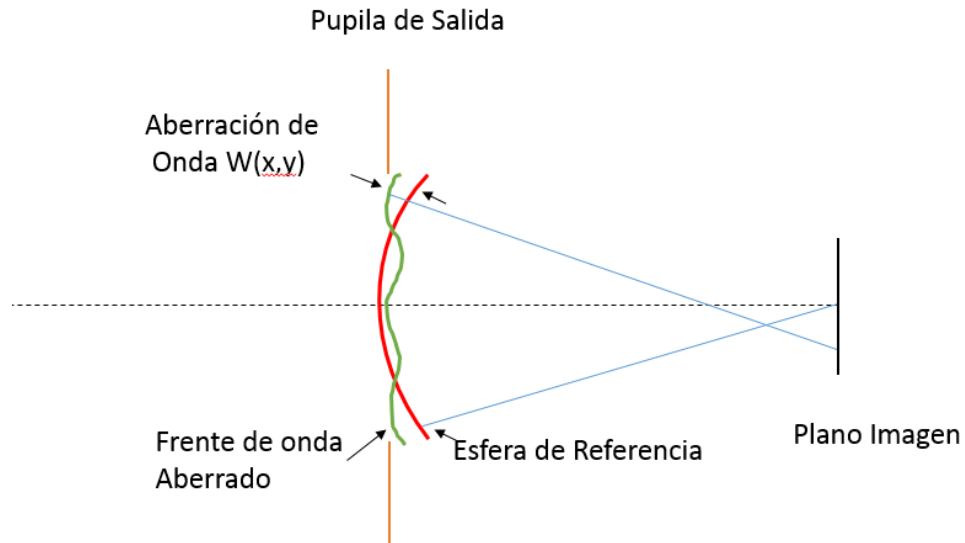 Pupila de Salida
Aberración de
Onda W(x,y)
Frente de onda
Aberrado
Esfera de Referencia
Plano Imagen